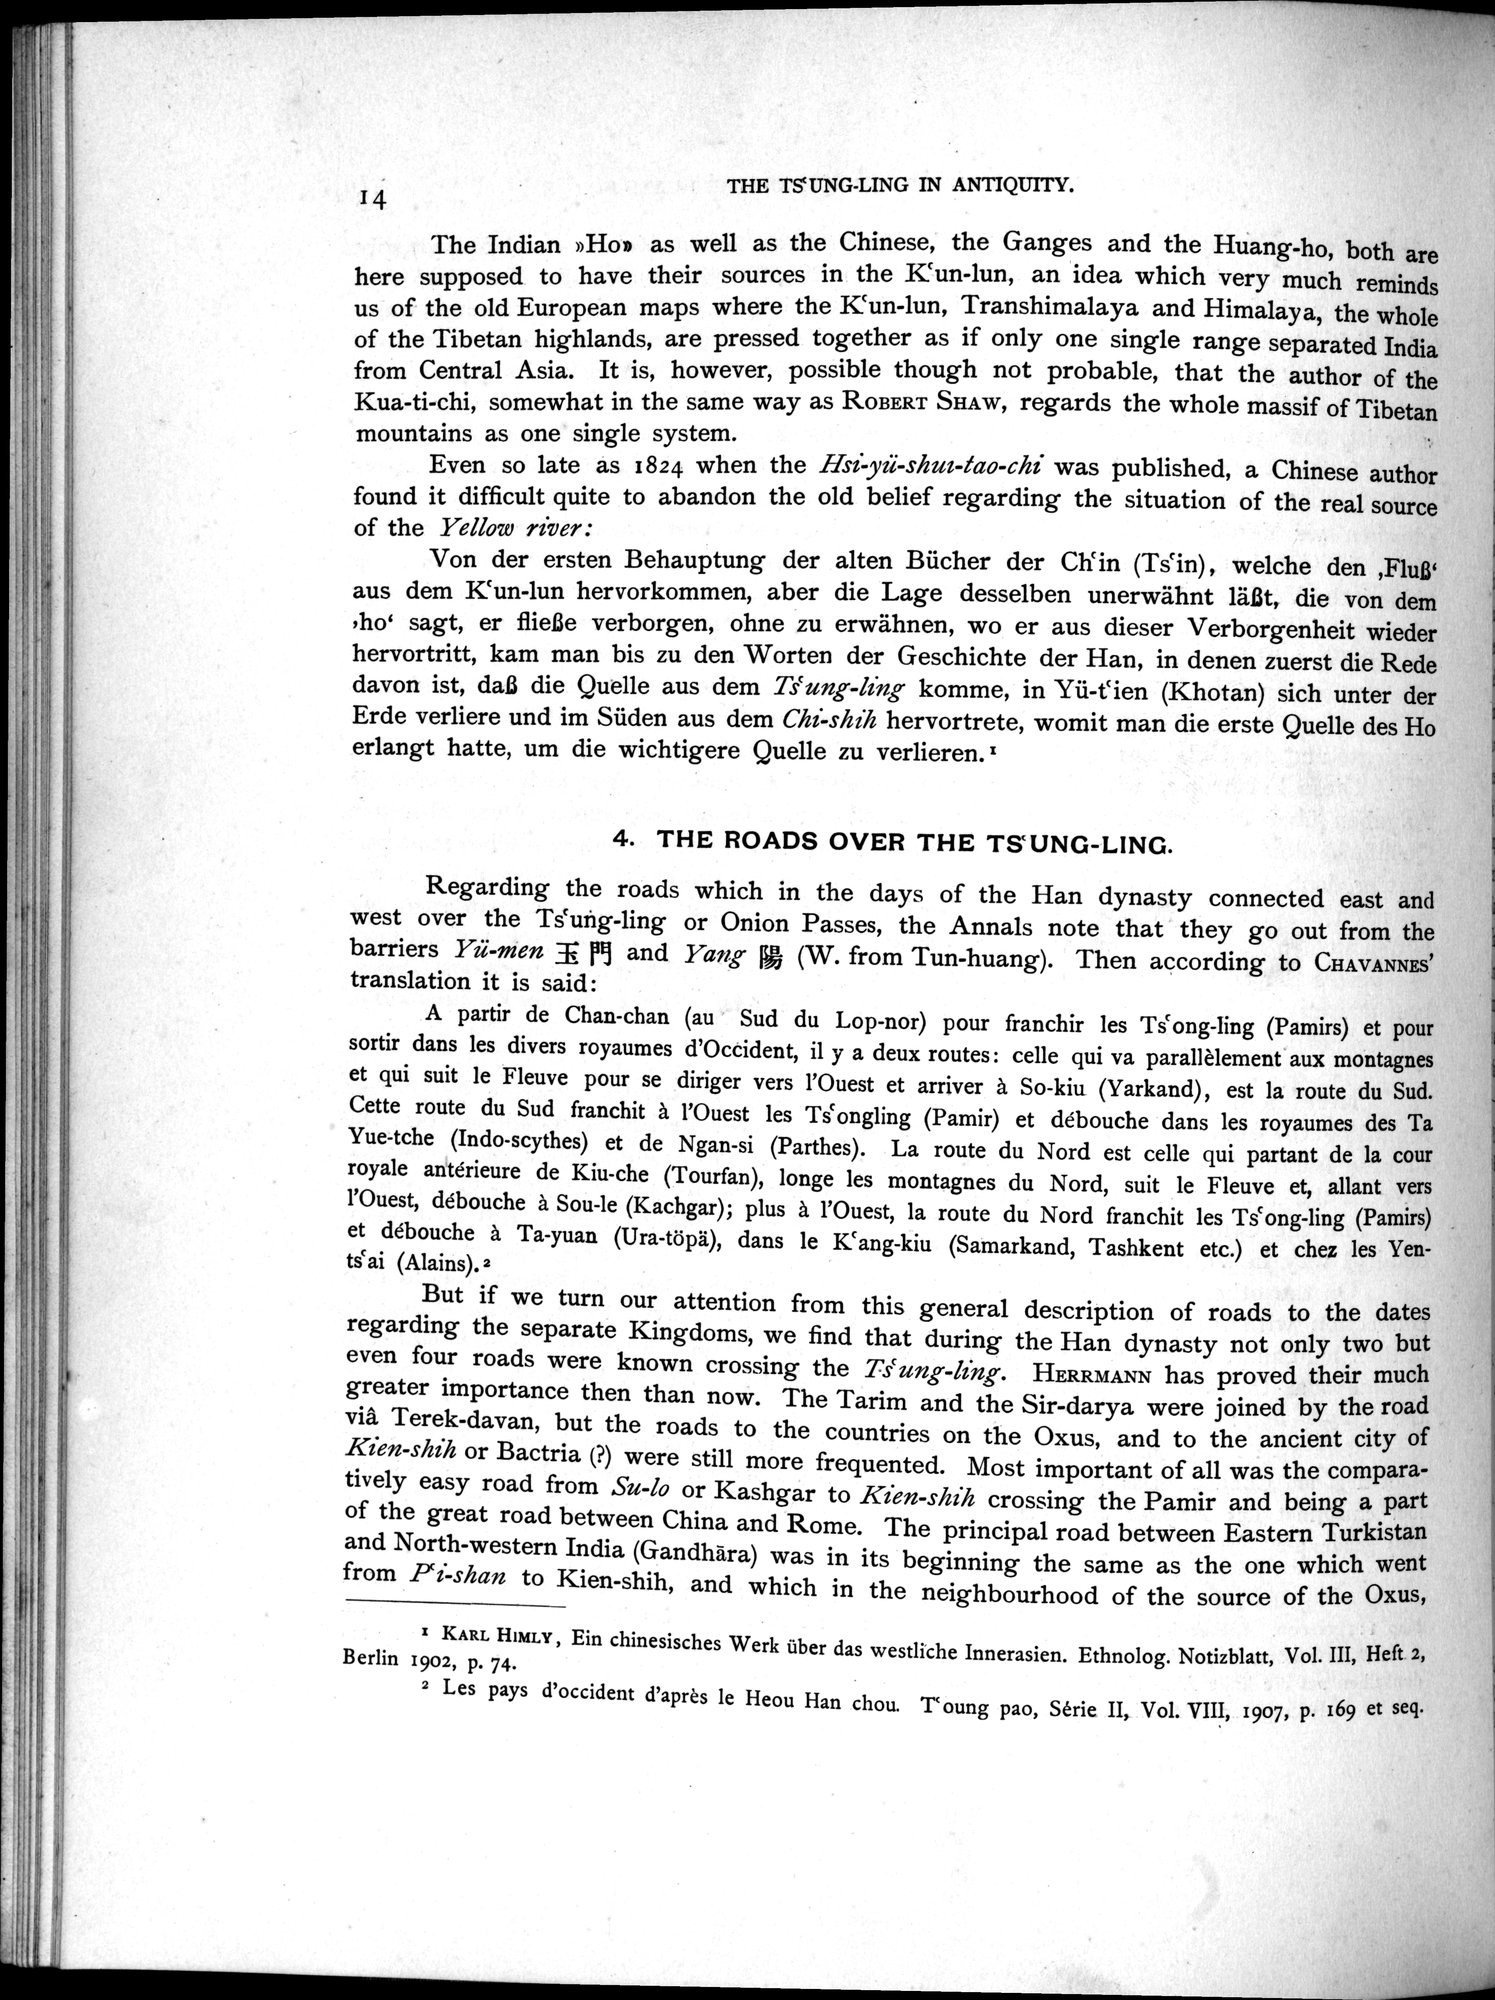 14
THE TSʿUNG-LING IN ANTIQUITY.
The Indian »Ho» as well as the Chinese, the Ganges and the Huang-ho, both are
here supposed to have their sources in the Kʿun-lun, an idea which very much reminds
us of the old European maps where the Kʿun-lun, Transhimalaya and Himalaya, the whole
of the Tibetan highlands, are pressed together as if only one single range separated India
from Central Asia. It is, however, possible though not probable, that the author of the
Kua-ti-chi, somewhat in the same way as ROBERT SHAW, regards the whole massif of Tibetan
mountains as one single system.
Even so late as 1824 when the Hsi-yü-shui-tao-chi was published, a Chinese author
found it difficult quite to abandon the old belief regarding the situation of the real source
of the Yellow river:
Von der ersten Behauptung der alten Bücher der Chʿin (Tsʿin), welche den ‚Fluß‘
aus dem Kʿun-lun hervorkommen, aber die Lage desselben unerwähnt läßt, die von dem
‚ho‘ sagt, er fließe verborgen, ohne zu erwähnen, wo er aus dieser Verborgenheit wieder
hervortritt, kam man bis zu den Worten der Geschichte der Han, in denen zuerst die Rede
davon ist, daß die Quelle aus dem Tsʿung-ling komme, in Yü-tʿien (Khotan) sich unter der
Erde verliere und im Süden aus dem Chi-shih hervortrete, womit man die erste Quelle des Ho
erlangt hatte, um die wichtigere Quelle zu verlieren.¹
4. THE ROADS OVER THE TSʿUNG-LING.
Regarding the roads which in the days of the Han dynasty connected east and
west over the Tsʿung-ling or Onion Passes, the Annals note that they go out from the
barriers Yü-men 玉門 and Yang 陽 (W. from Tun-huang). Then according to CHAVANNES'
translation it is said:
A partir de Chan-chan (au Sud du Lop-nor) pour franchir les Tsʿong-ling (Pamirs) et pour
sortir dans les divers royaumes d'Occident, il y a deux routes: celle qui va parallèlement aux montagnes
et qui suit le Fleuve pour se diriger vers l'Ouest et arriver à So-kiu (Yarkand), est la route du Sud.
Cette route du Sud franchit à l'Ouest les Tsʿongling (Pamir) et débouche dans les royaumes des Ta
Yue-tche (Indo-scythes) et de Ngan-si (Parthes). La route du Nord est celle qui partant de la cour
royale antérieure de Kiu-che (Tourfan), longe les montagnes du Nord, suit le Fleuve et, allant vers
l'Ouest, débouche à Sou-le (Kachgar); plus à l'Ouest, la route du Nord franchit les Tsʿong-ling (Pamirs)
et débouche à Ta-yuan (Ura-töpä), dans le Kʿang-kiu (Samarkand, Tashkent etc.) et chez les Yen-
tsʿai (Alains).²
But if we turn our attention from this general description of roads to the dates
regarding the separate Kingdoms, we find that during the Han dynasty not only two but
even four roads were known crossing the Tsʿung-ling. HERRMANN has proved their much
greater importance then than now. The Tarim and the Sir-darya were joined by the road
viâ Terek-davan, but the roads to the countries on the Oxus, and to the ancient city of
Kien-shih or Bactria (?) were still more frequented. Most important of all was the compara-
tively easy road from Su-lo or Kashgar to Kien-shih crossing the Pamir and being a part
of the great road between China and Rome. The principal road between Eastern Turkistan
and North-western India (Gandhāra) was in its beginning the same as the one which went
from Pʿi-shan to Kien-shih, and which in the neighbourhood of the source of the Oxus,
¹ KARL HIMLY, Ein chinesisches Werk über das westliche Innerasien. Ethnolog. Notizblatt, Vol. III, Heft 2,
Berlin 1902, p. 74.
² Les pays d'occident d'après le Heou Han chou. Tʿoung pao, Série II, Vol. VIII, 1907, p. 169 et seq.